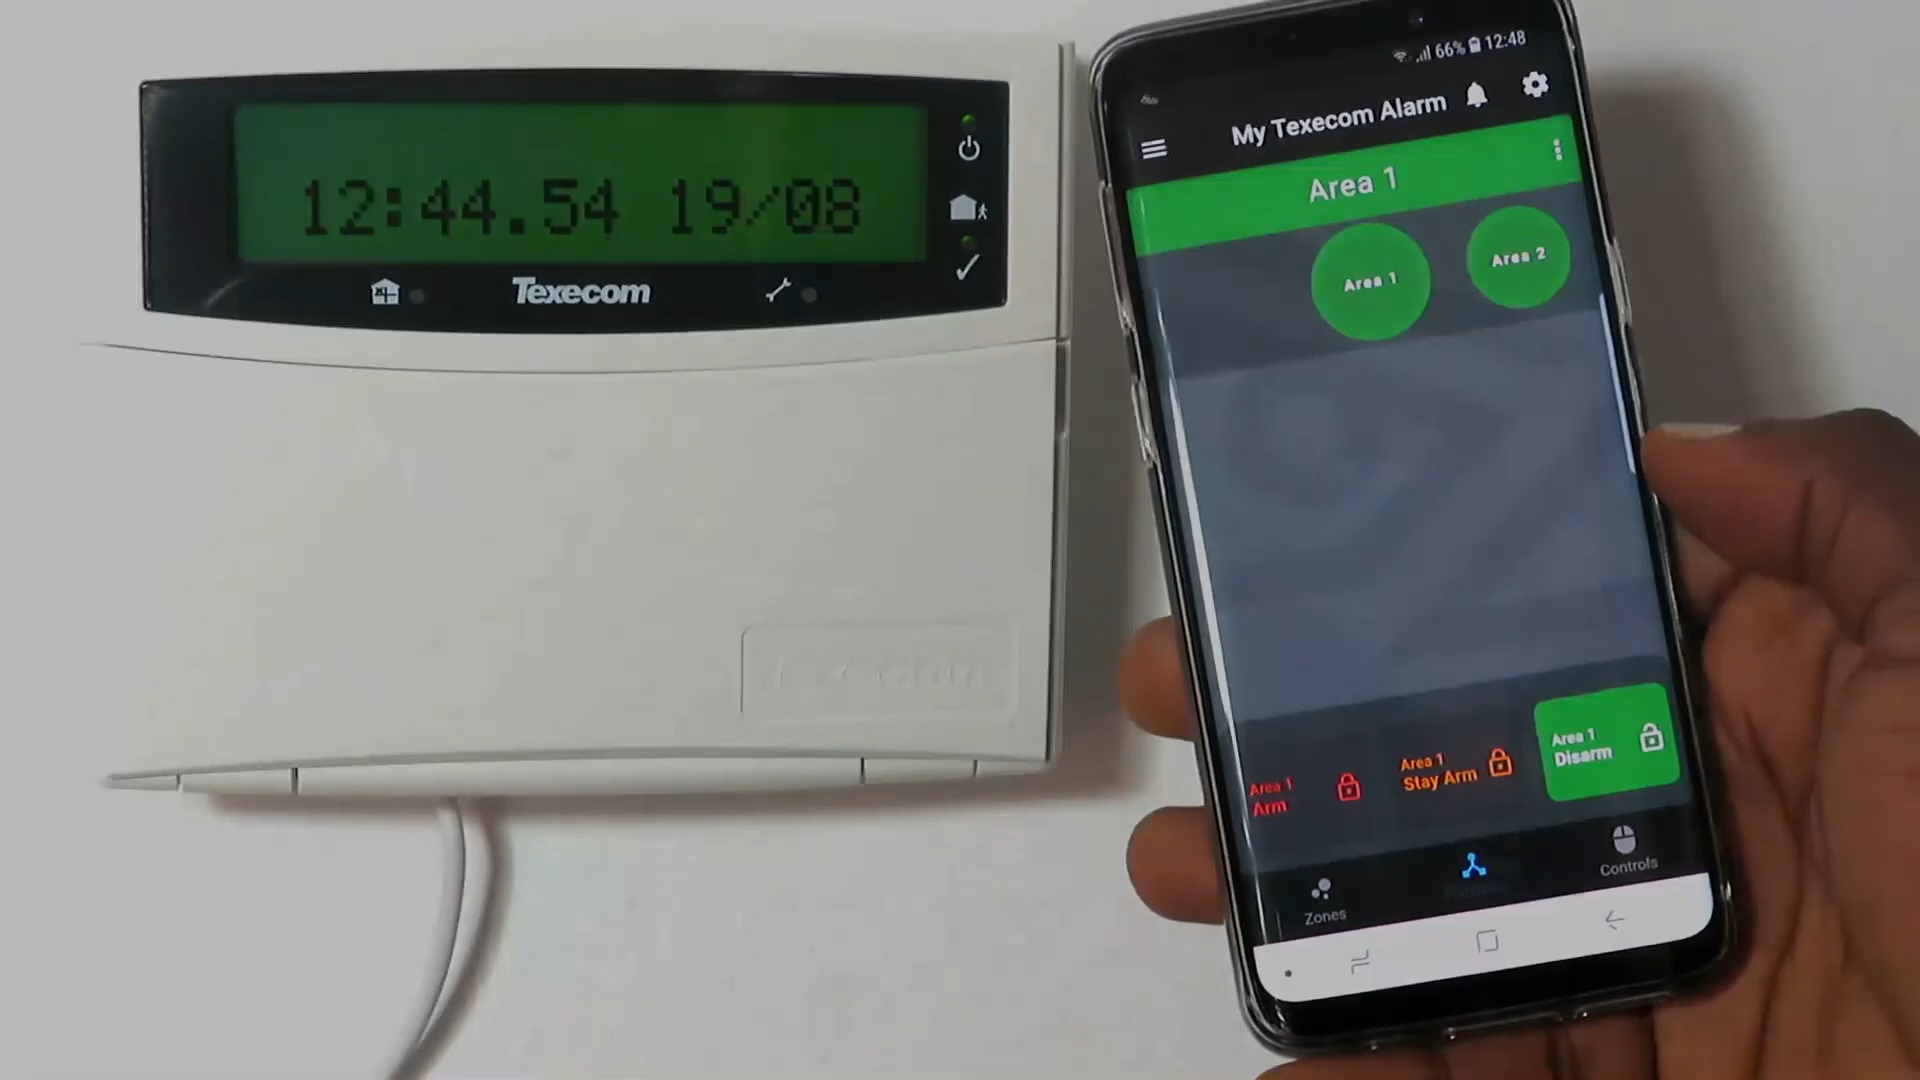 12:44.54 19/08
Texecom
Texecom
66% 12:48
My Texecom Alarm
Area 1
Area 1
Area 2
Area 1
Arm
Area 1
Stay Arm
Area 1
Disarm
Zones
Controls